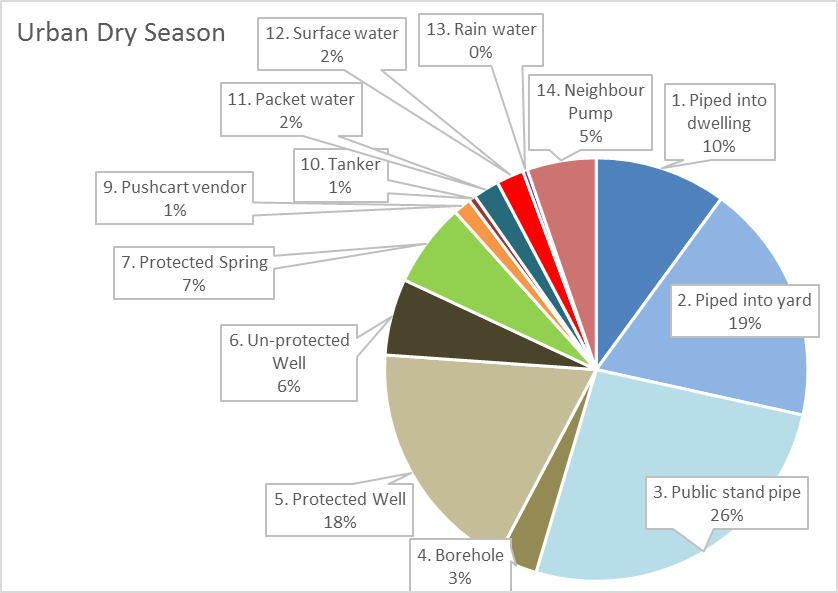 Urban Dry Season
12. Surface water
2%
13. Rain water
0%
14. Neighbour
Pump
5%
1. Piped into
dwelling
10%
11. Packet water
2%
10. Tanker
1%
9. Pushcart vendor
1%
7. Protected Spring
7%
2. Piped into yard
19%
6. Un-protected
Well
6%
3. Public stand pipe
26%
5. Protected Well
18%
4. Borehole
3%